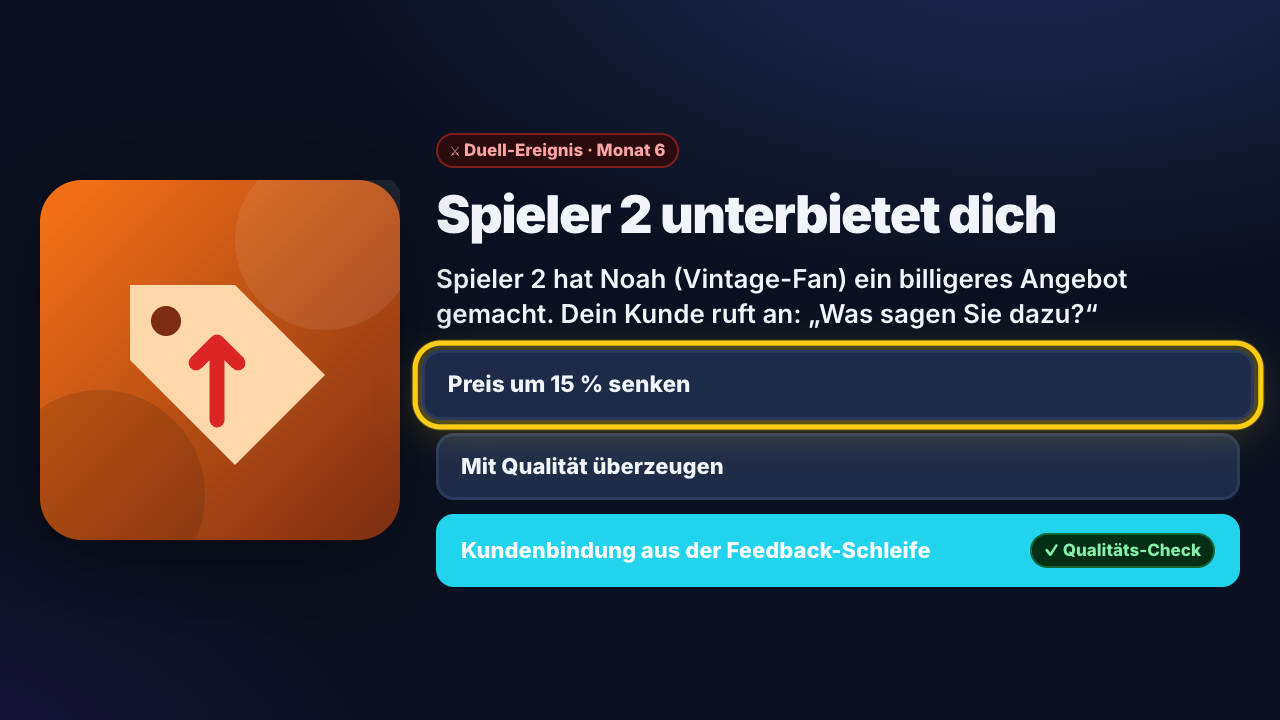 ⚔ Duell-Ereignis · Monat 6
Spieler 2 unterbietet dich
Spieler 2 hat Noah (Vintage-Fan) ein billigeres Angebot
gemacht. Dein Kunde ruft an: „Was sagen Sie dazu?“
Preis um 15 % senken
Mit Qualität überzeugen
Kundenbindung aus der Feedback-Schleife
✓ Qualitäts-Check